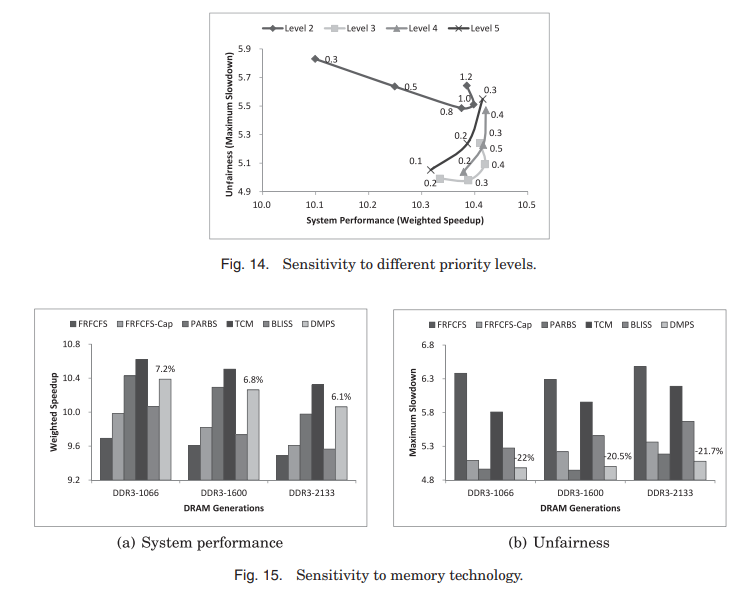 Level 2 Level 3 Level 4 Level 5
Unfairness (Maximum Slowdown)
5.9
5.7
5.5
5.3
5.1
4.9
0.3
0.5
1.2
1.0
0.8
0.3
0.4
0.3
0.5
0.4
0.2
0.2
0.1
0.2
0.3
10.0 10.1 10.2 10.3 10.4 10.5
System Performance (Weighted Speedup)
Fig. 14. Sensitivity to different priority levels.
FRFCFS FRFCFS-Cap PARBS TCM BLISS DMPS
Weighted Speedup
10.8
10.4
10.0
9.6
9.2
7.2%
6.8%
6.1%
DDR3-1066 DDR3-1600 DDR3-2133
DRAM Generations
(a) System performance
FRFCFS FRFCFS-Cap PARBS TCM BLISS DMPS
Maximum Slowdown
6.8
6.3
5.8
5.3
4.8
-22%
-20.5%
-21.7%
DDR3-1066 DDR3-1600 DDR3-2133
DRAM Generations
(b) Unfairness
Fig. 15. Sensitivity to memory technology.